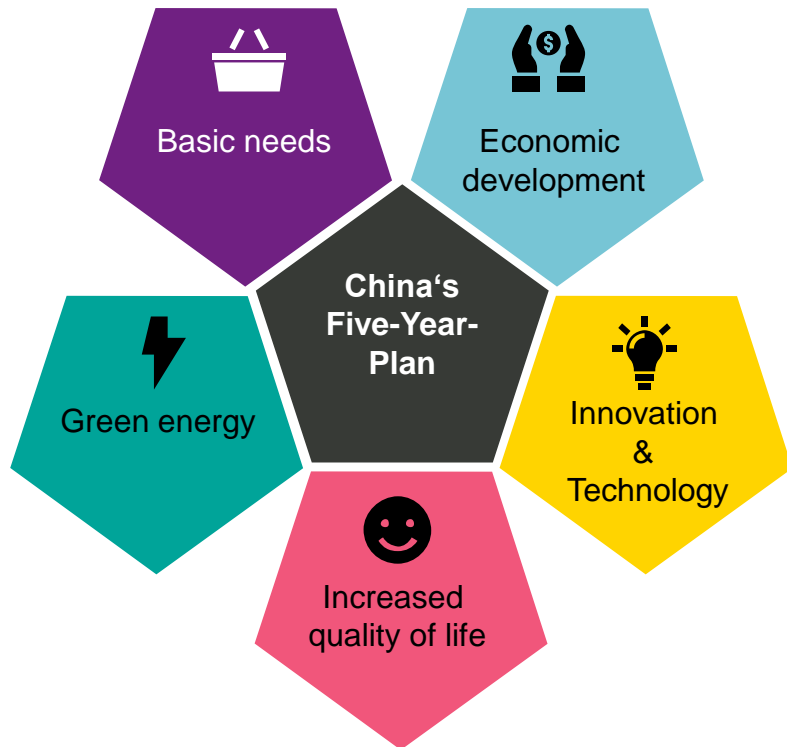 Basic needs
Economic
development
China‘s
Five-Year-
Plan
Green energy
Innovation
&
Technology
Increased
quality of life